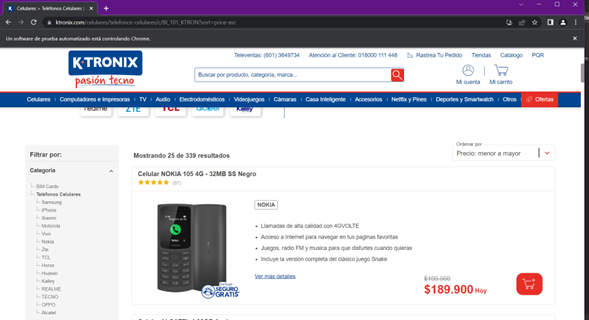 Celulares > Teléfonos Celulares |
ktronix.com/celulares/telefonos-celulares/c/BI_101_KTRON?sort=price-asc
Un software de prueba automatizado está controlando Chrome.
Televentas: (601) 3649734
Atención al Cliente: 018000 111 448
Rastrea Tu Pedido
Tiendas
Catálogo
PQR
K-TRONIX
pasión tecno
Buscar por producto, categoría, marca...
Mi cuenta
Mi carrito
Celulares
Computadores e Impresoras
TV
Audio
Electrodomésticos
Videojuegos
Cámaras
Casa Inteligente
Accesorios
Netflix y Pines
Deportes y Smartwatch
Otros
Ofertas
realme
ZTE
TCL
Kalley
Filtrar por:
Categoría
SIM Cards
Teléfonos Celulares
Samsung
iPhone
Xiaomi
Motorola
Vivo
Nokia
Zte
TCL
Honor
Huawei
Kalley
REALME
TECNO
OPPO
Alcatel
Mostrando 25 de 339 resultados
Ordenar por
Precio: menor a mayor
Celular NOKIA 105 4G - 32MB SS Negro
(67)
NOKIA
Llamadas de alta calidad con 4GVOLTE
Acceso a Internet para navegar en tus paginas favoritas
Juegos, radio FM y musica para que disfurtes cuando quieras
Incluye la versión completa del clásico juego Snake
Ver más detalles
SEGURO
GRATIS
$189.900 Hoy